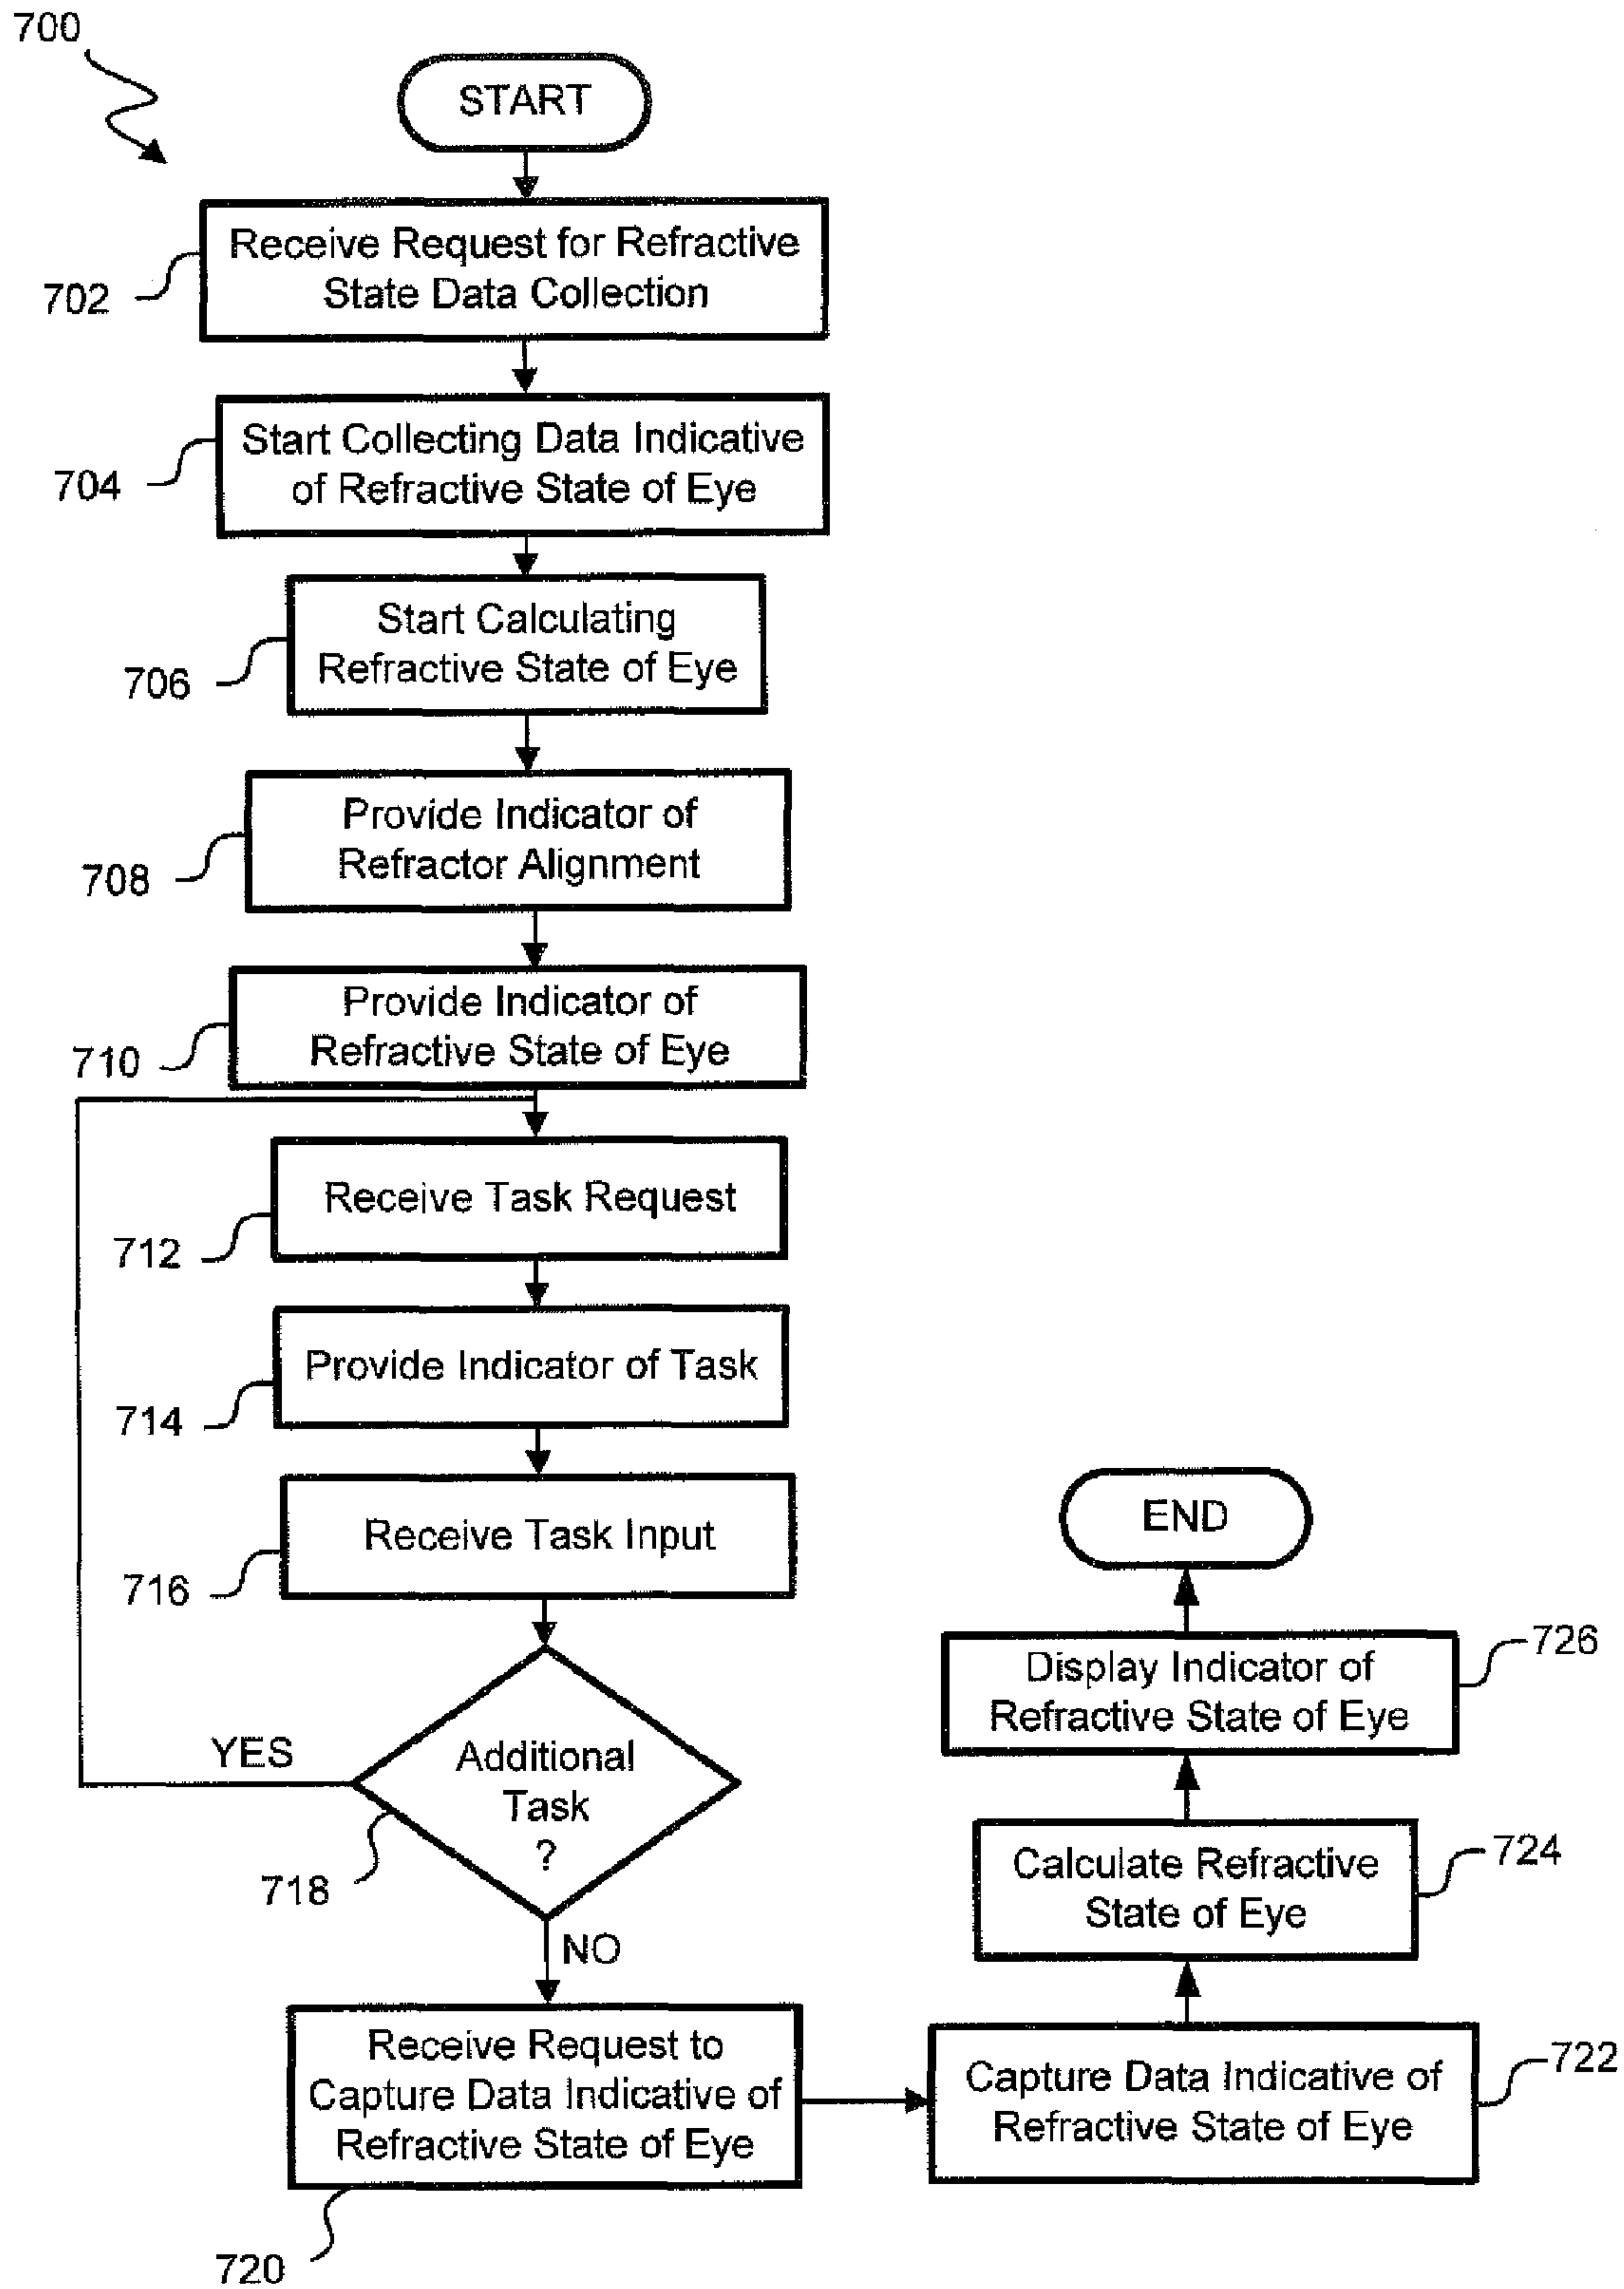 700
START
Receive Request for Refractive
State Data Collection
702
Start Collecting Data Indicative
of Refractive State of Eye
704
Start Calculating
Refractive State of Eye
706
Provide Indicator of
Refractor Alignment
708
Provide Indicator of
Refractive State of Eye
710
Receive Task Request
712
Provide Indicator of Task
714
Receive Task Input
716
Additional
Task
?
YES
718
NO
Receive Request to
Capture Data Indicative of
Refractive State of Eye
720
Capture Data Indicative of
Refractive State of Eye
722
Calculate Refractive
State of Eye
724
Display Indicator of
Refractive State of Eye
726
END